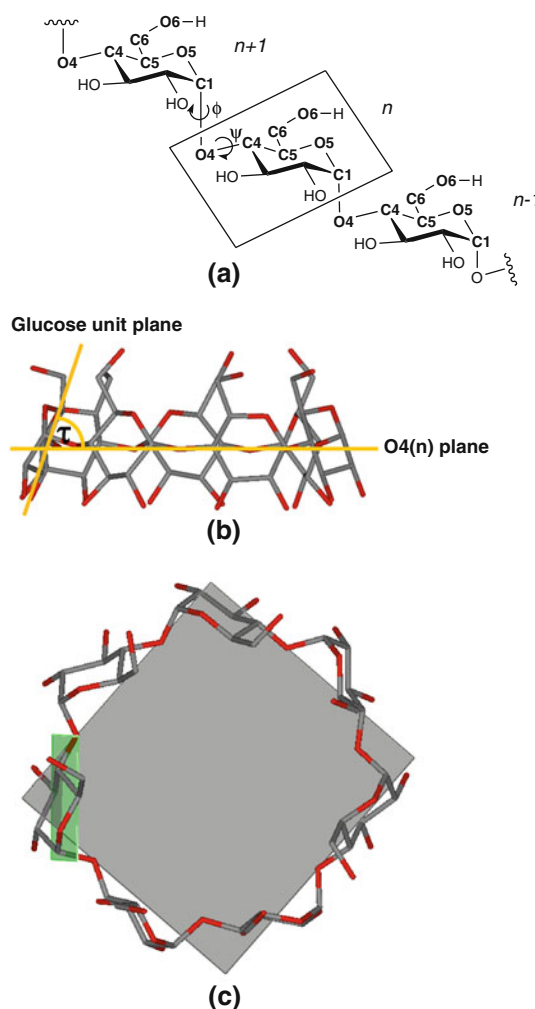 O6–H
C6
n+1
O4 C4 C5 O5
HO C1
HO ϕ
O6–H
n
C6
ψ
O4 C4 C5 O5
HO C1
HO
O6–H
C6
n-1
O4 C4 C5 O5
HO C1
HO
O
(a)
Glucose unit plane
τ
O4(n) plane
(b)
(c)